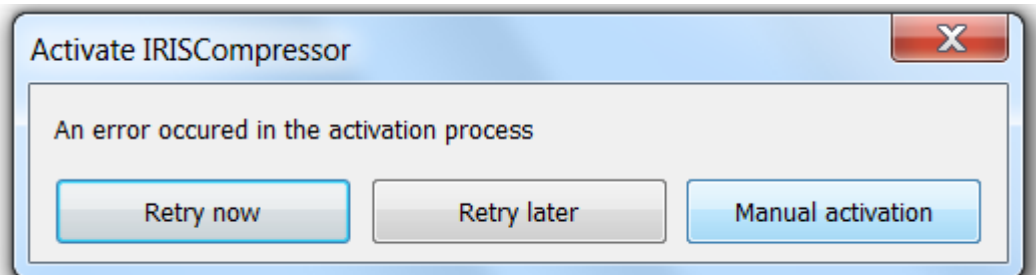 Activate IRISCompressor
An error occured in the activation process
Retry now Retry later Manual activation